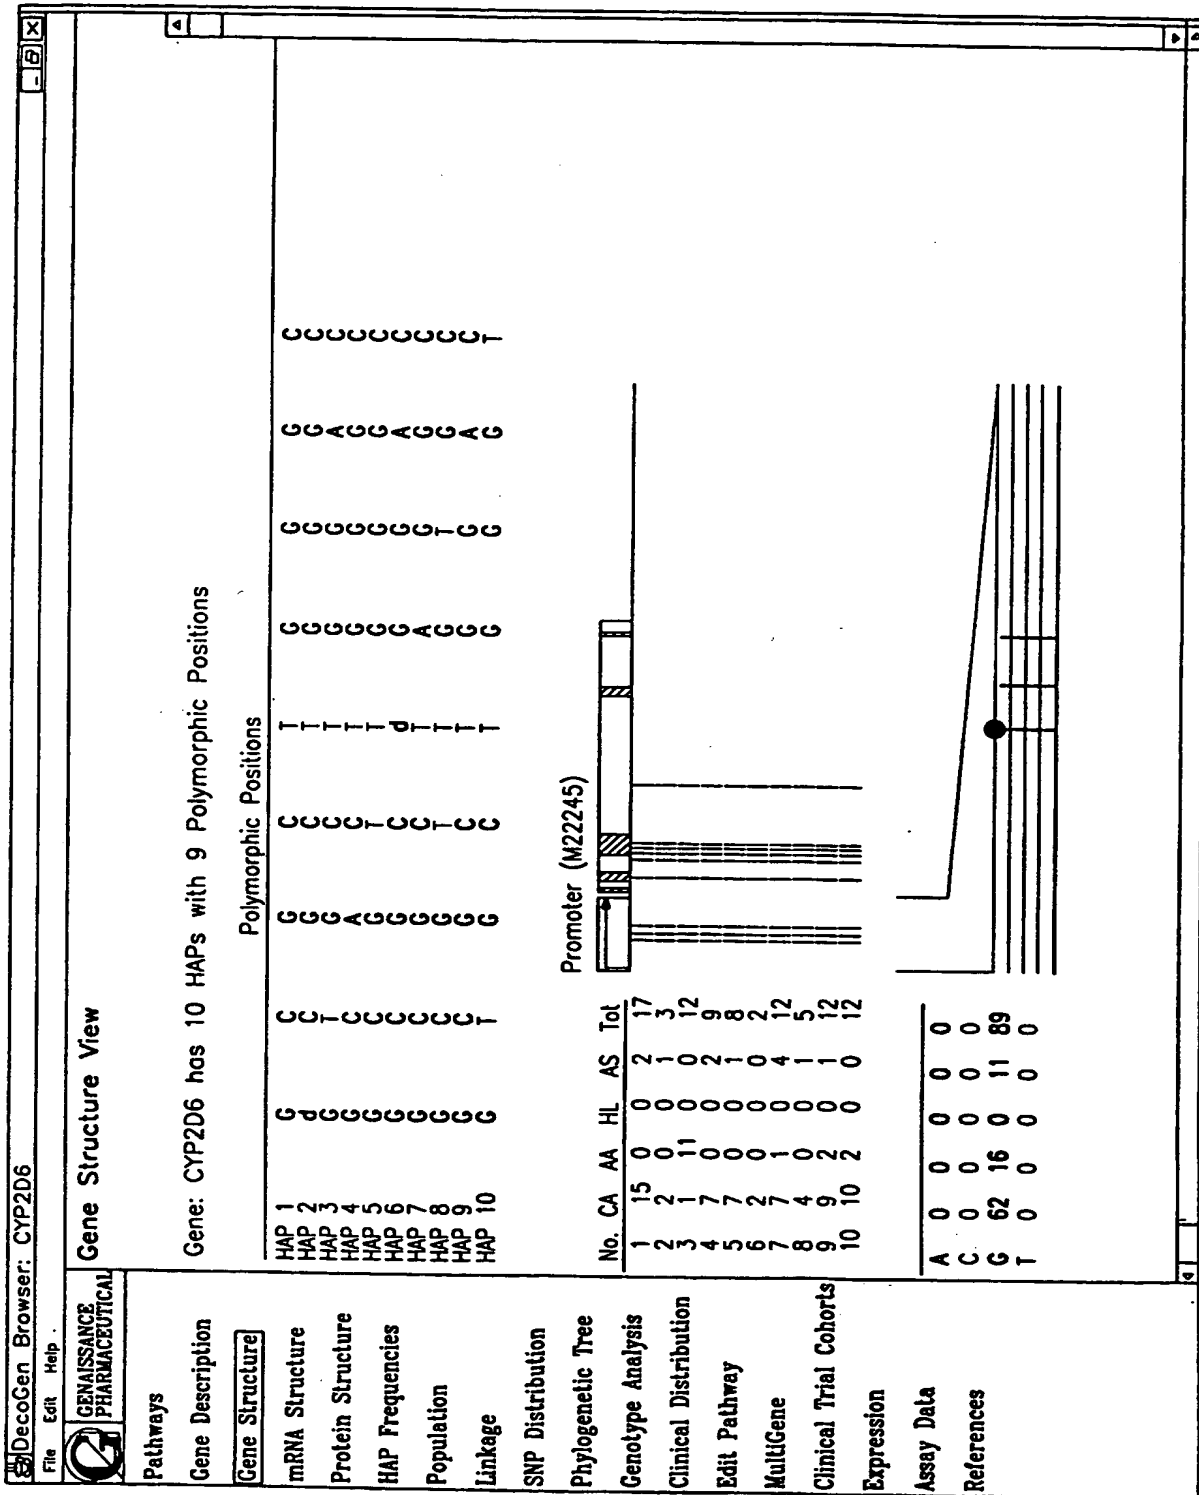 DecoGen Browser: CYP2D6
File Edit Help
GENAISSANCE
PHARMACEUTICAL
Pathways
Gene Description
Gene Structure
mRNA Structure
Protein Structure
HAP Frequencies
Population
Linkage
SNP Distribution
Phylogenetic Tree
Genotype Analysis
Clinical Distribution
Edit Pathway
MultiGene
Clinical Trial Cohorts
Expression
Assay Data
References
Gene Structure View
Gene: CYP2D6 has 10 HAPs with 9 Polymorphic Positions
Polymorphic Positions
HAP 1 G C G C T G G G C
HAP 2 d C G C T G G G C
HAP 3 G T G C T G G A C
HAP 4 G C A C T G G G C
HAP 5 G C G T T G G G C
HAP 6 G C G C d G G A C
HAP 7 G C G C T A G G C
HAP 8 G C G T T G T G C
HAP 9 G C G C T G G A C
HAP 10 G T G C T G G G T
Promoter (M22245)
No. CA AA HL AS Tot
1 15 0 0 2 17
2 2 0 0 1 3
3 1 11 0 0 12
4 7 0 0 2 9
5 7 0 0 1 8
6 2 0 0 0 2
7 7 1 0 4 12
8 4 0 0 1 5
9 9 2 0 1 12
10 10 2 0 0 12
A 0 0 0 0 0
C 0 0 0 0 0
G 62 16 0 11 89
T 0 0 0 0 0